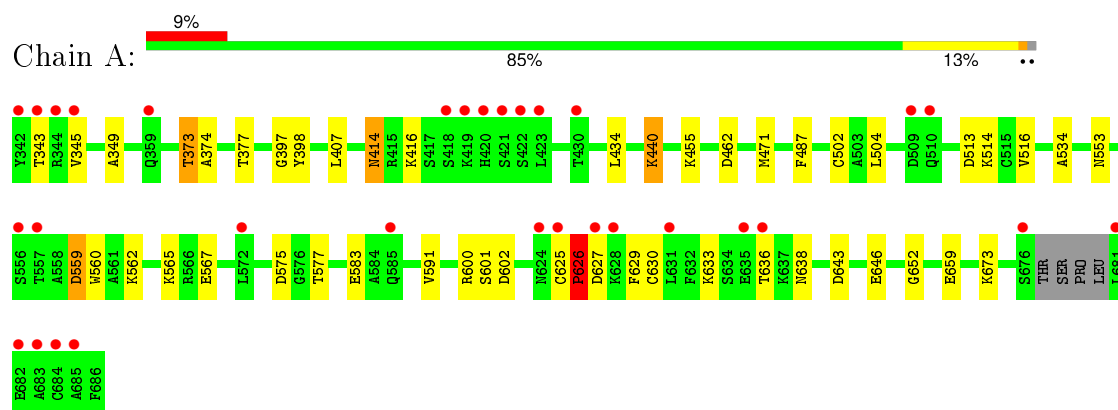 9%
Chain A:
85% 13% ••
Y342 T343 R344 V345 A349 Q359 T373 A374 T377 G397 Y398 L407 N414 R415 K416 S417 S418 K419 H420 S421 S422 L423 T430 L434 K440 K455 D462 M471 F487 C502 A503 L504 D509 Q510 D513 K514 C515 V516 A534 N553
S556 T557 A558 D559 W560 A561 K562 K565 R566 E567 L572 D575 G576 T577 E583 A584 Q585 V591 R600 S601 D602 N624 C625 P626 D627 K628 F629 C630 L631 F632 K633 S634 E635 T636 K637 N638 D643 E646 G652 E659 K673 S676 THR SER PRO LEU L681
E682 A683 C684 A685 F686